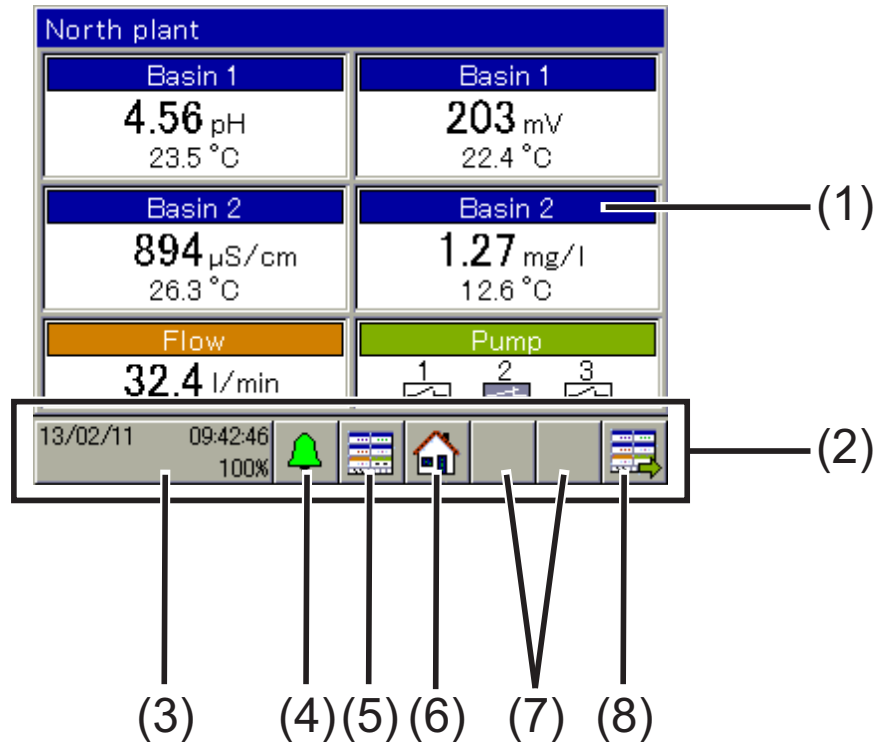 North plant
Basin 1 Basin 1
4.56 pH 203 mV
23.5 °C 22.4 °C
Basin 2 Basin 2 (1)
894 µS/cm 1.27 mg/l
26.3 °C 12.6 °C
Flow Pump
32.4 l/min 1 2 3
13/02/11 09:42:46
100% (2)
(3) (4) (5) (6) (7) (8)